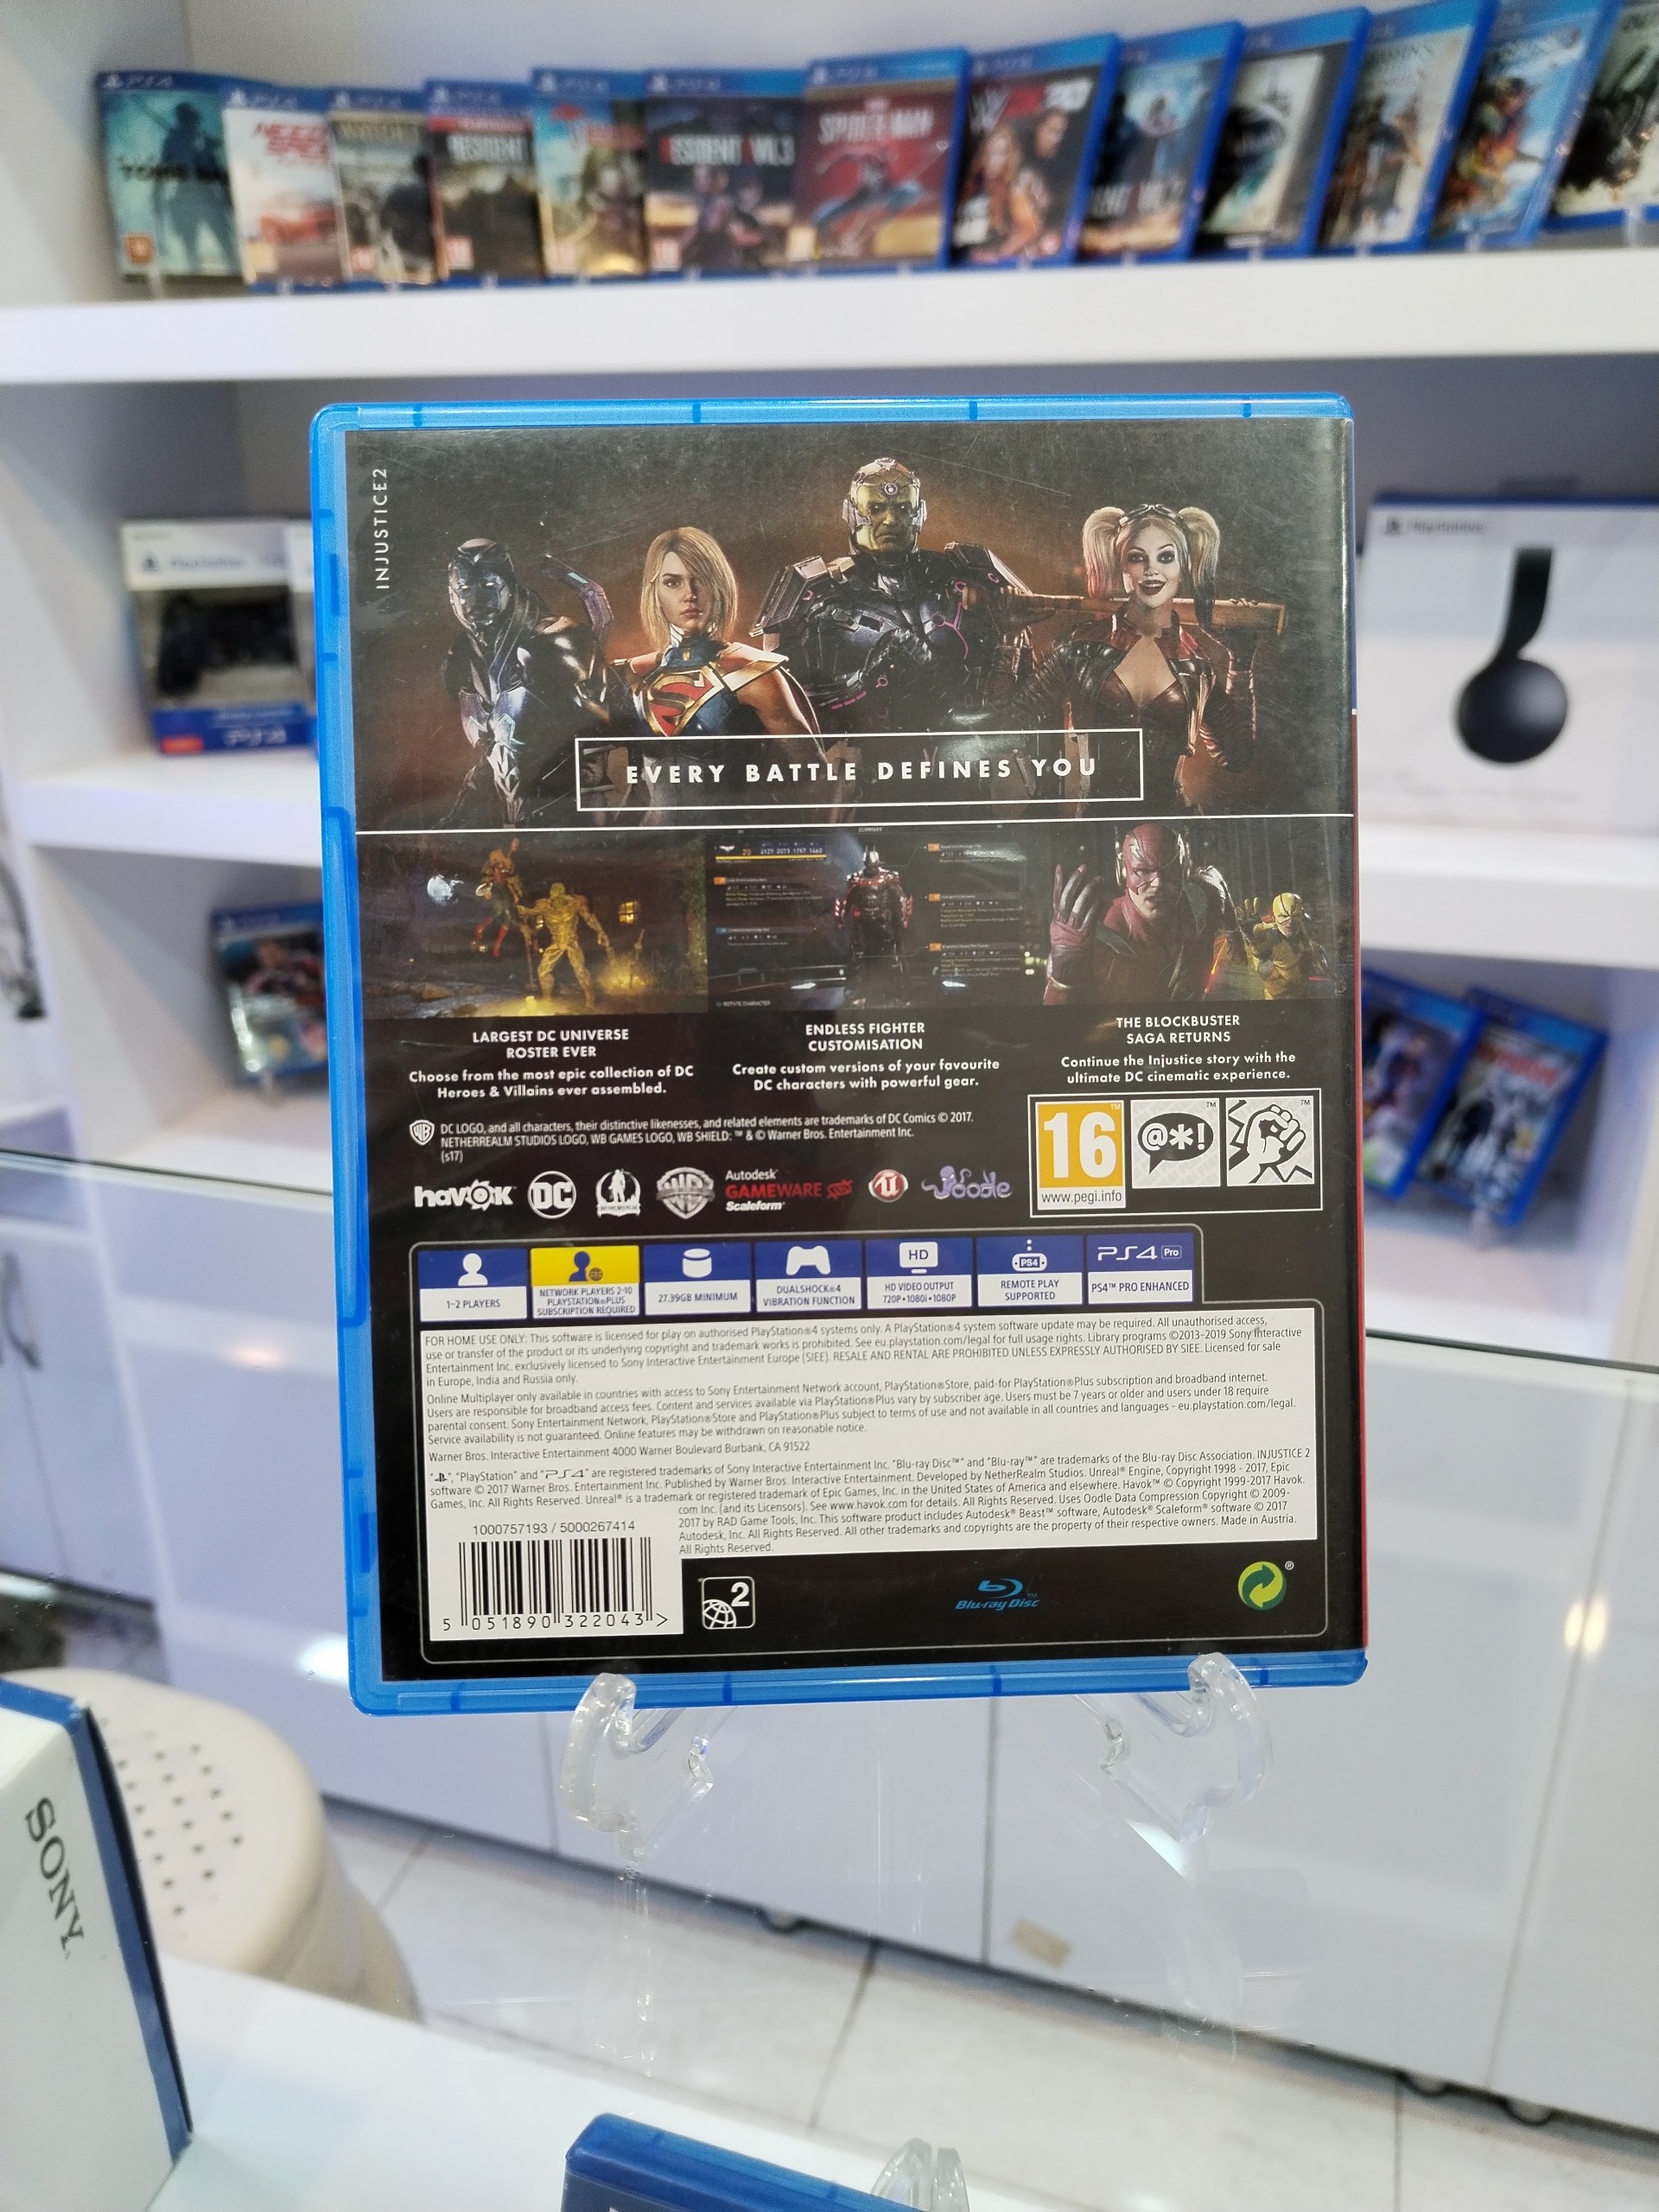 PS4
PS4
PS4
PS4
RESIDENT
SPIDER-MAN
PlayStation
PS4
PlayStation
INJUSTICE 2
EVERY BATTLE DEFINES YOU
SUMMARY
20
ROTATE CHARACTER
LARGEST DC UNIVERSE
ROSTER EVER
Choose from the most epic collection of DC
Heroes & Villains ever assembled.
ENDLESS FIGHTER
CUSTOMISATION
Create custom versions of your favourite
DC characters with powerful gear.
THE BLOCKBUSTER
SAGA RETURNS
Continue the Injustice story with the
ultimate DC cinematic experience.
DC LOGO, and all characters, their distinctive likenesses, and related elements are trademarks of DC Comics © 2017.
NETHERREALM STUDIOS LOGO, WB GAMES LOGO, WB SHIELD: ™ & © Warner Bros. Entertainment Inc.
(s17)
havok
DC
Autodesk®
GAMEWARE
Scaleform®
oodle
16
www.pegi.info
@*!
1-2 PLAYERS
NETWORK PLAYERS 2-10
PLAYSTATION®PLUS
SUBSCRIPTION REQUIRED
27.39GB MINIMUM
DUALSHOCK®4
VIBRATION FUNCTION
HD
HD VIDEO OUTPUT
720P•1080i•1080P
PS4
REMOTE PLAY
SUPPORTED
PS4 Pro
PS4™ PRO ENHANCED
FOR HOME USE ONLY: This software is licensed for play on authorised PlayStation®4 systems only. A PlayStation®4 system software update may be required. All unauthorised access,
use or transfer of the product or its underlying copyright and trademark works is prohibited. See eu.playstation.com/legal for full usage rights. Library programs ©2013-2019 Sony Interactive
Entertainment Inc. exclusively licensed to Sony Interactive Entertainment Europe (SIEE). RESALE AND RENTAL ARE PROHIBITED UNLESS EXPRESSLY AUTHORISED BY SIEE. Licensed for sale
in Europe, India and Russia only.
Online Multiplayer only available in countries with access to Sony Entertainment Network account, PlayStation®Store, paid-for PlayStation®Plus subscription and broadband internet.
Users are responsible for broadband access fees. Content and services available via PlayStation®Plus vary by subscriber age. Users must be 7 years or older and users under 18 require
parental consent. Sony Entertainment Network, PlayStation®Store and PlayStation®Plus subject to terms of use and not available in all countries and languages - eu.playstation.com/legal.
Service availability is not guaranteed. Online features may be withdrawn on reasonable notice.
Warner Bros. Interactive Entertainment 4000 Warner Boulevard Burbank, CA 91522
"", "PlayStation" and "PS4" are registered trademarks of Sony Interactive Entertainment Inc. "Blu-ray Disc™" and "Blu-ray™" are trademarks of the Blu-ray Disc Association. INJUSTICE 2
software © 2017 Warner Bros. Entertainment Inc. Published by Warner Bros. Interactive Entertainment. Developed by NetherRealm Studios. Unreal® Engine, Copyright 1998 - 2017, Epic
Games, Inc. All Rights Reserved. Unreal® is a trademark or registered trademark of Epic Games, Inc. in the United States of America and elsewhere. Havok™ © Copyright 1999-2017 Havok.
com Inc. (and its Licensors). See www.havok.com for details. All Rights Reserved. Uses Oodle Data Compression Copyright © 2009-
2017 by RAD Game Tools, Inc. This software product includes Autodesk® Beast™ software, Autodesk® Scaleform® software © 2017
Autodesk, Inc. All Rights Reserved. All other trademarks and copyrights are the property of their respective owners. Made in Austria.
All Rights Reserved.
1000757193 / 5000267414
5 051890 322043 >
2
Blu-ray Disc™
®
SONY